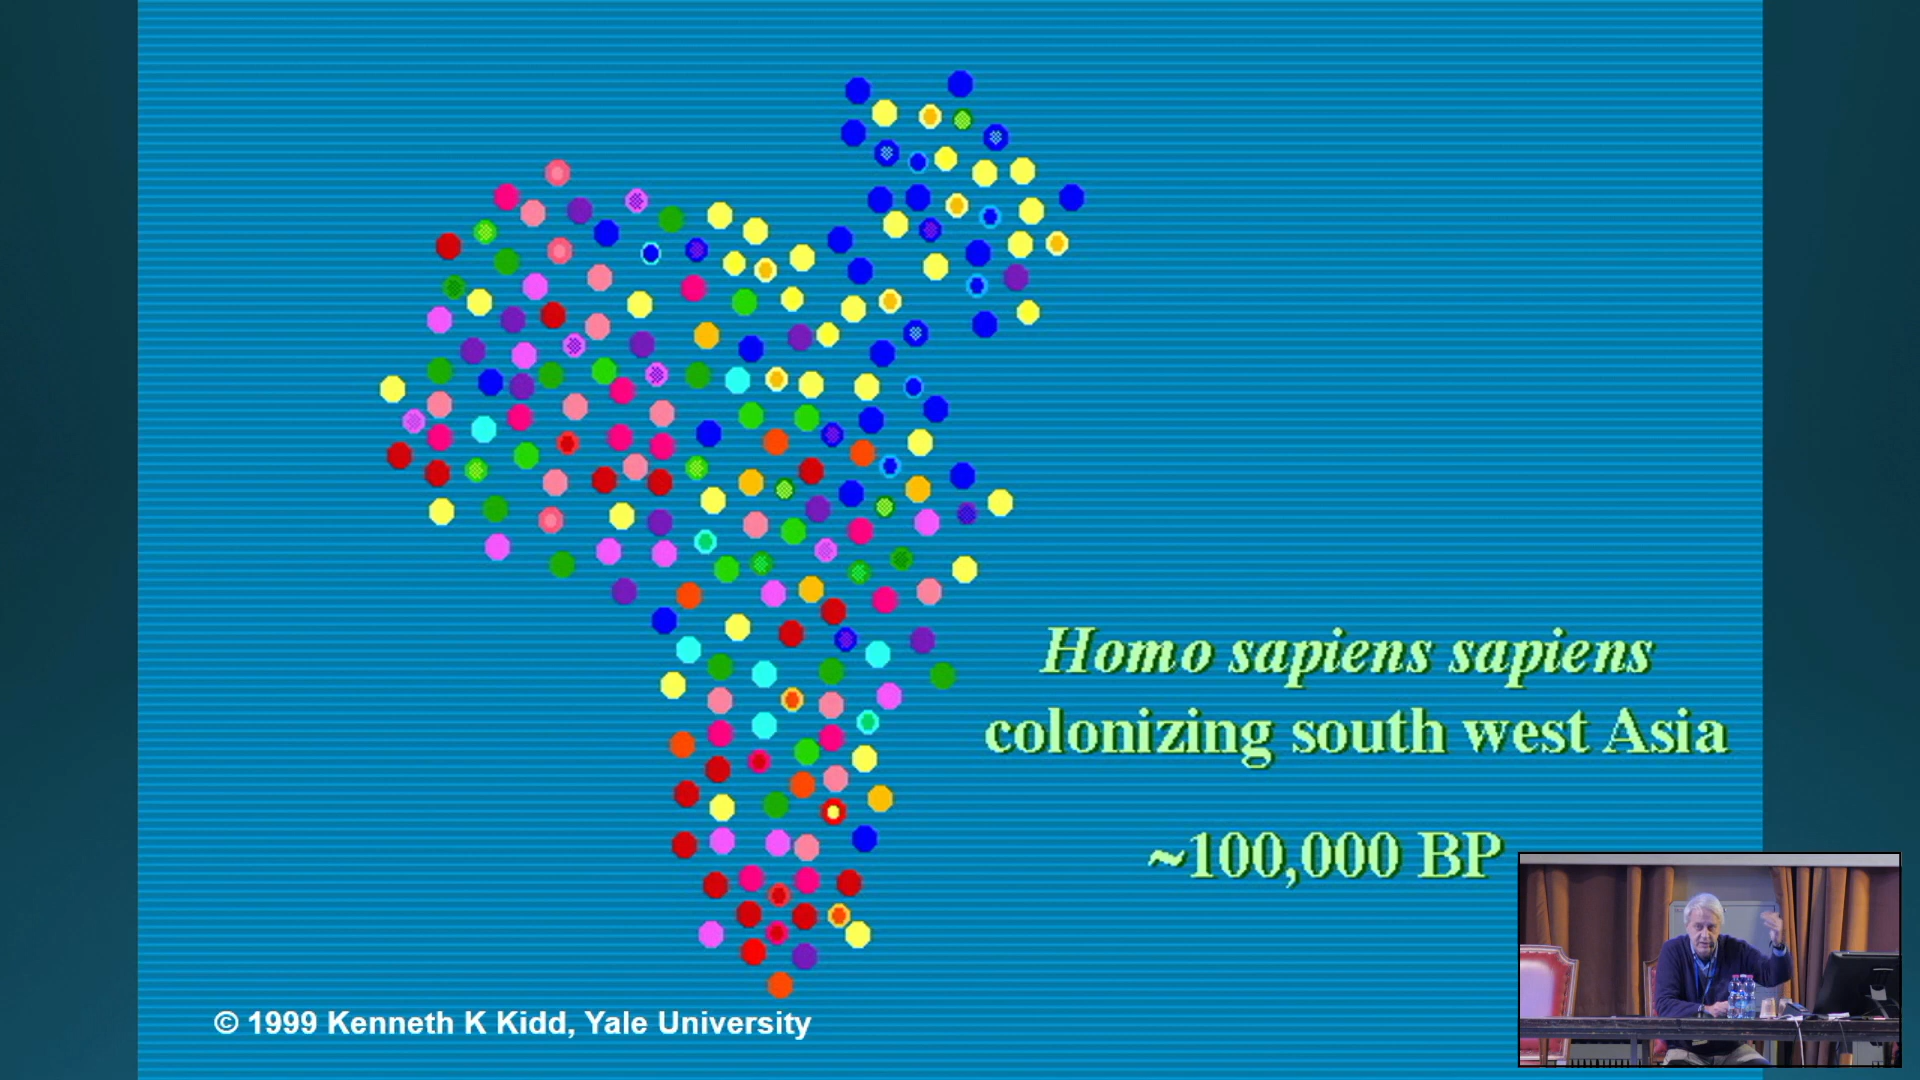 Homo sapiens sapiens
colonizing south west Asia
~100,000 BP
© 1999 Kenneth K Kidd, Yale University